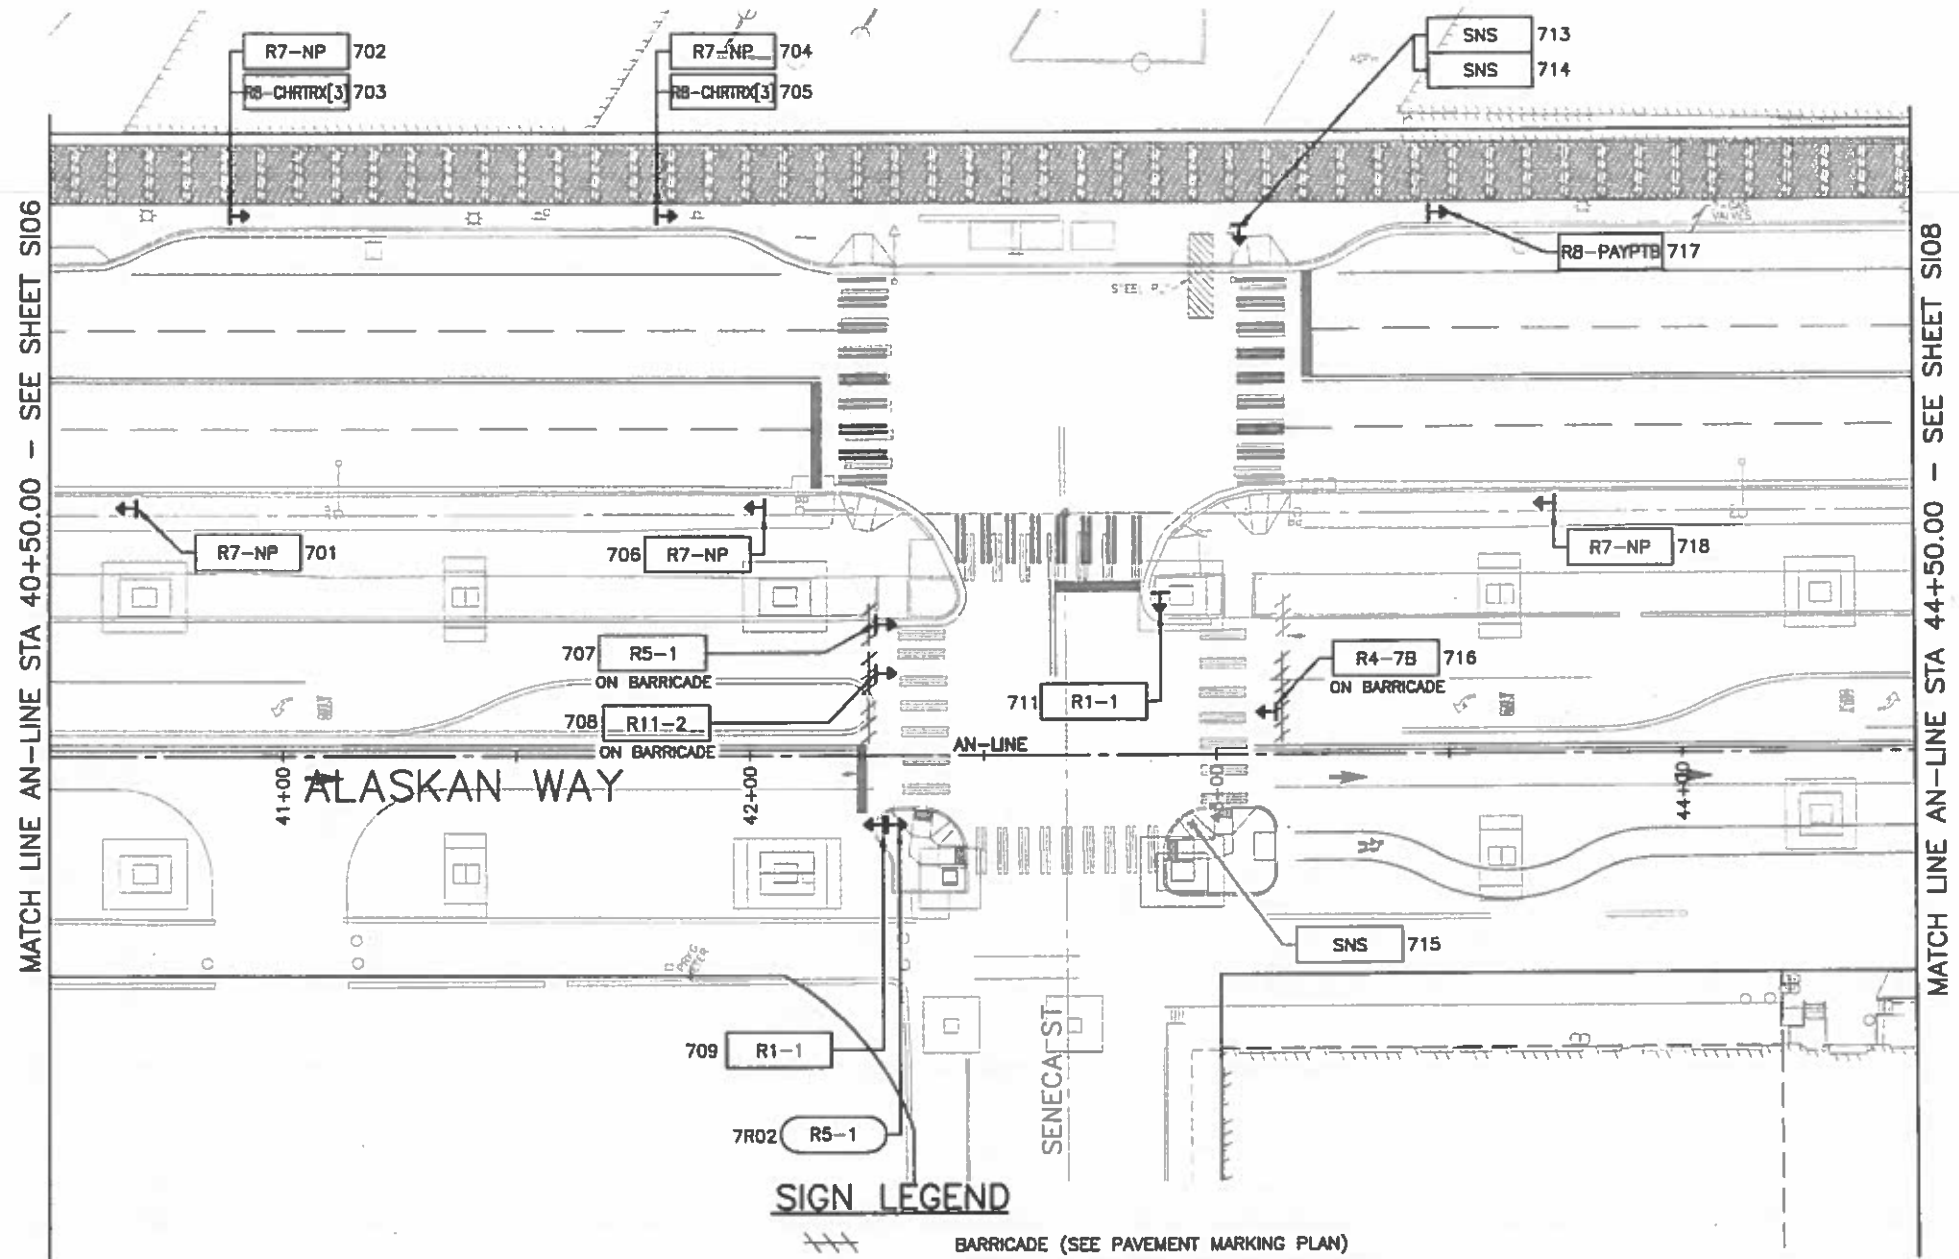 R7-NP 702
R8-CHRTRX[3] 703
R7-NP 704
R8-CHRTRX[3] 705
SNS 713
SNS 714
R8-PAYPTB 717
VALVES
MATCH LINE AN-LINE STA 40+50.00 - SEE SHEET SI06
MATCH LINE AN-LINE STA 44+50.00 - SEE SHEET SI08
R7-NP 701
706 R7-NP
R7-NP 718
707 R5-1
ON BARRICADE
708 R11-2
ON BARRICADE
711 R1-1
R4-7B 716
ON BARRICADE
AN-LINE
ALASKAN WAY
41+00
42+00
44+00
SNS 715
METER
709 R1-1
7R02 R5-1
SENECA ST
SIGN LEGEND
BARRICADE (SEE PAVEMENT MARKING PLAN)